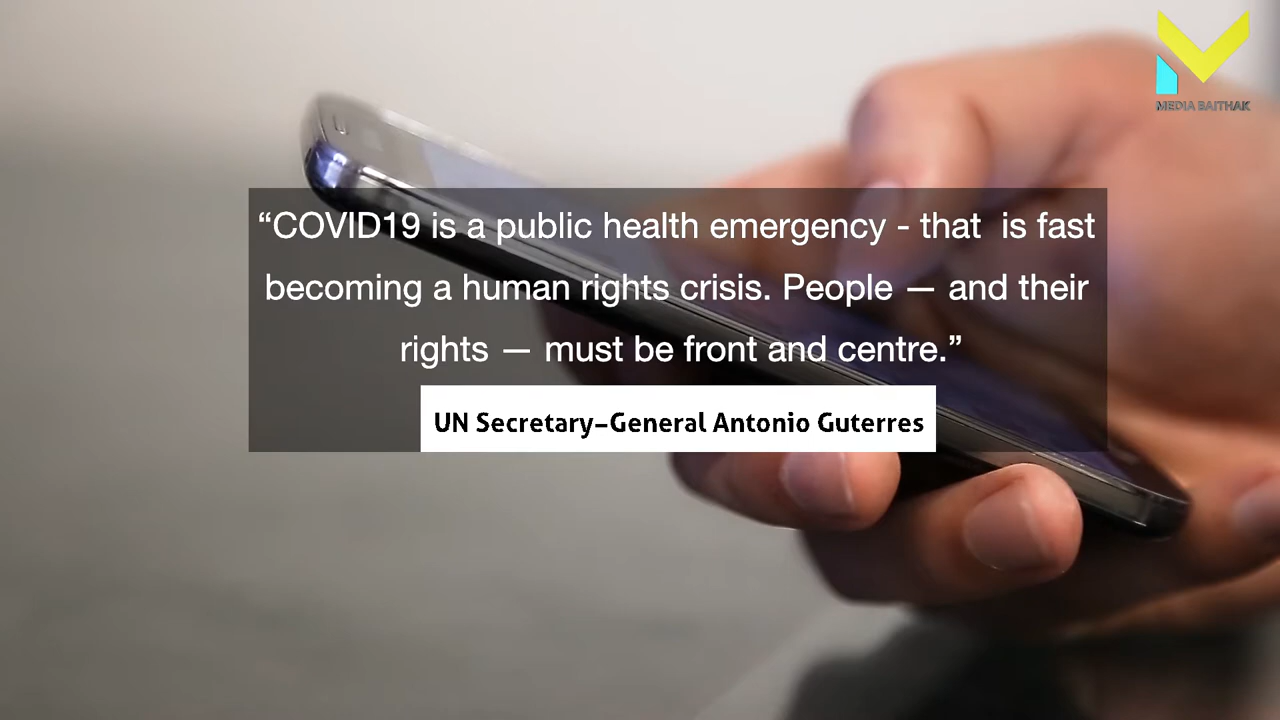 MEDIA BAITHAK
“COVID19 is a public health emergency - that  is fast
becoming a human rights crisis. People — and their
rights — must be front and centre.”
UN Secretary-General Antonio Guterres